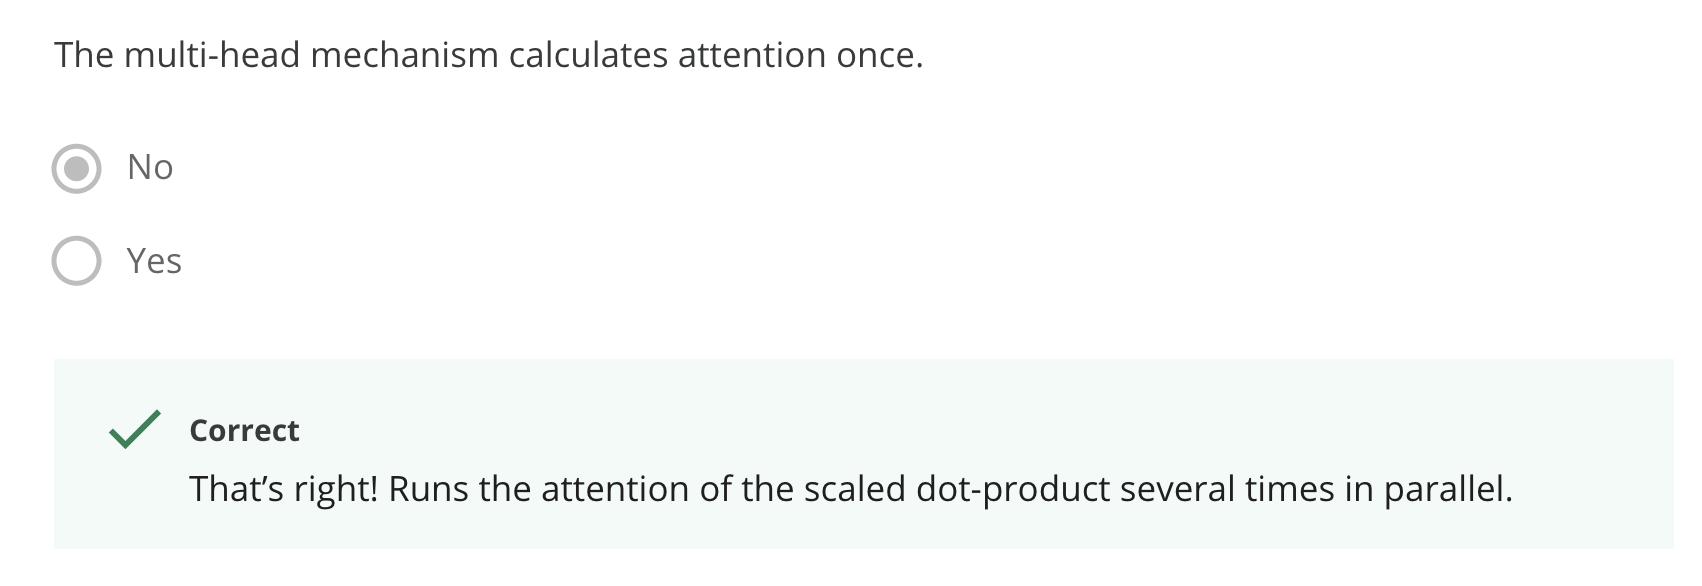 The multi-head mechanism calculates attention once.
No
Yes
Correct
That’s right! Runs the attention of the scaled dot-product several times in parallel.